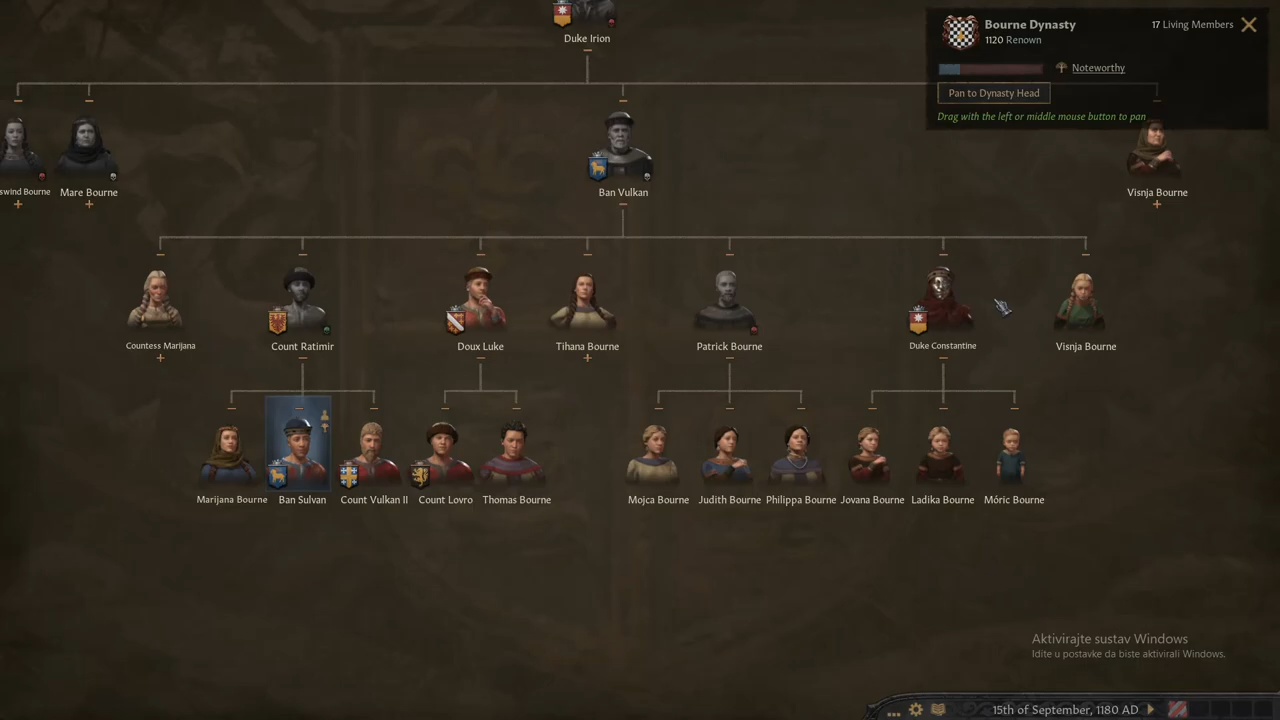 Duke Irion
Bourne Dynasty
17 Living Members
1120 Renown
Noteworthy
Pan to Dynasty Head
Drag with the left or middle mouse button to pan
swind Bourne
Mare Bourne
Ban Vulkan
Visnja Bourne
Countess Marijana
Count Ratimir
Doux Luke
Tihana Bourne
Patrick Bourne
Duke Constantine
Visnja Bourne
Marijana Bourne
Ban Sulvan
Count Vulkan II
Count Lovro
Thomas Bourne
Mojca Bourne
Judith Bourne
Philippa Bourne
Jovana Bourne
Ladika Bourne
Móric Bourne
Aktivirajte sustav Windows
Idite u postavke da biste aktivirali Windows.
15th of September, 1180 AD